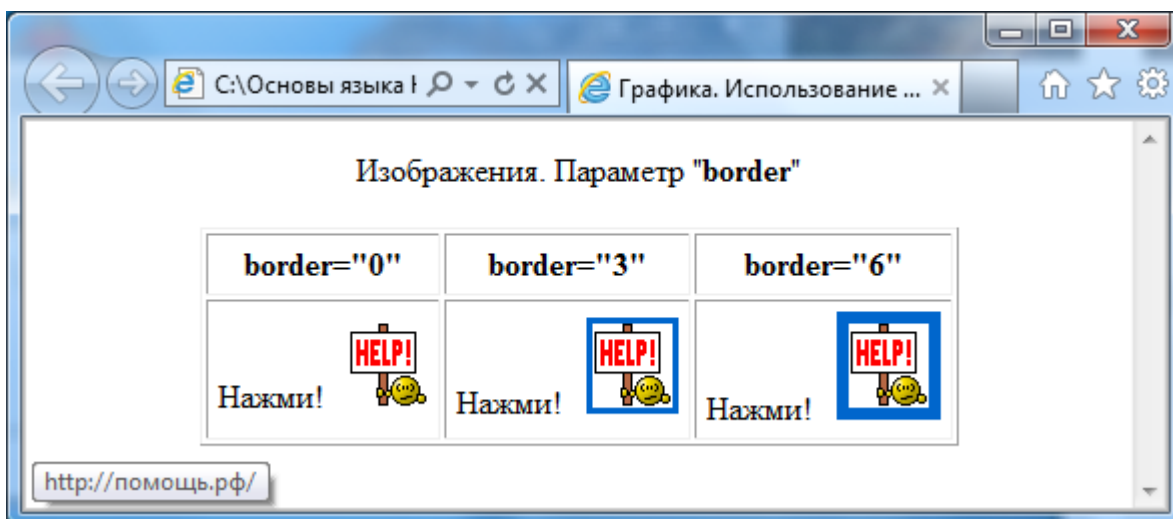 C:\Основы языка H
Графика. Использование ...
Изображения. Параметр "border"
border="0" border="3" border="6"
HELP! HELP! HELP!
Нажми! Нажми! Нажми!
http://помощь.рф/